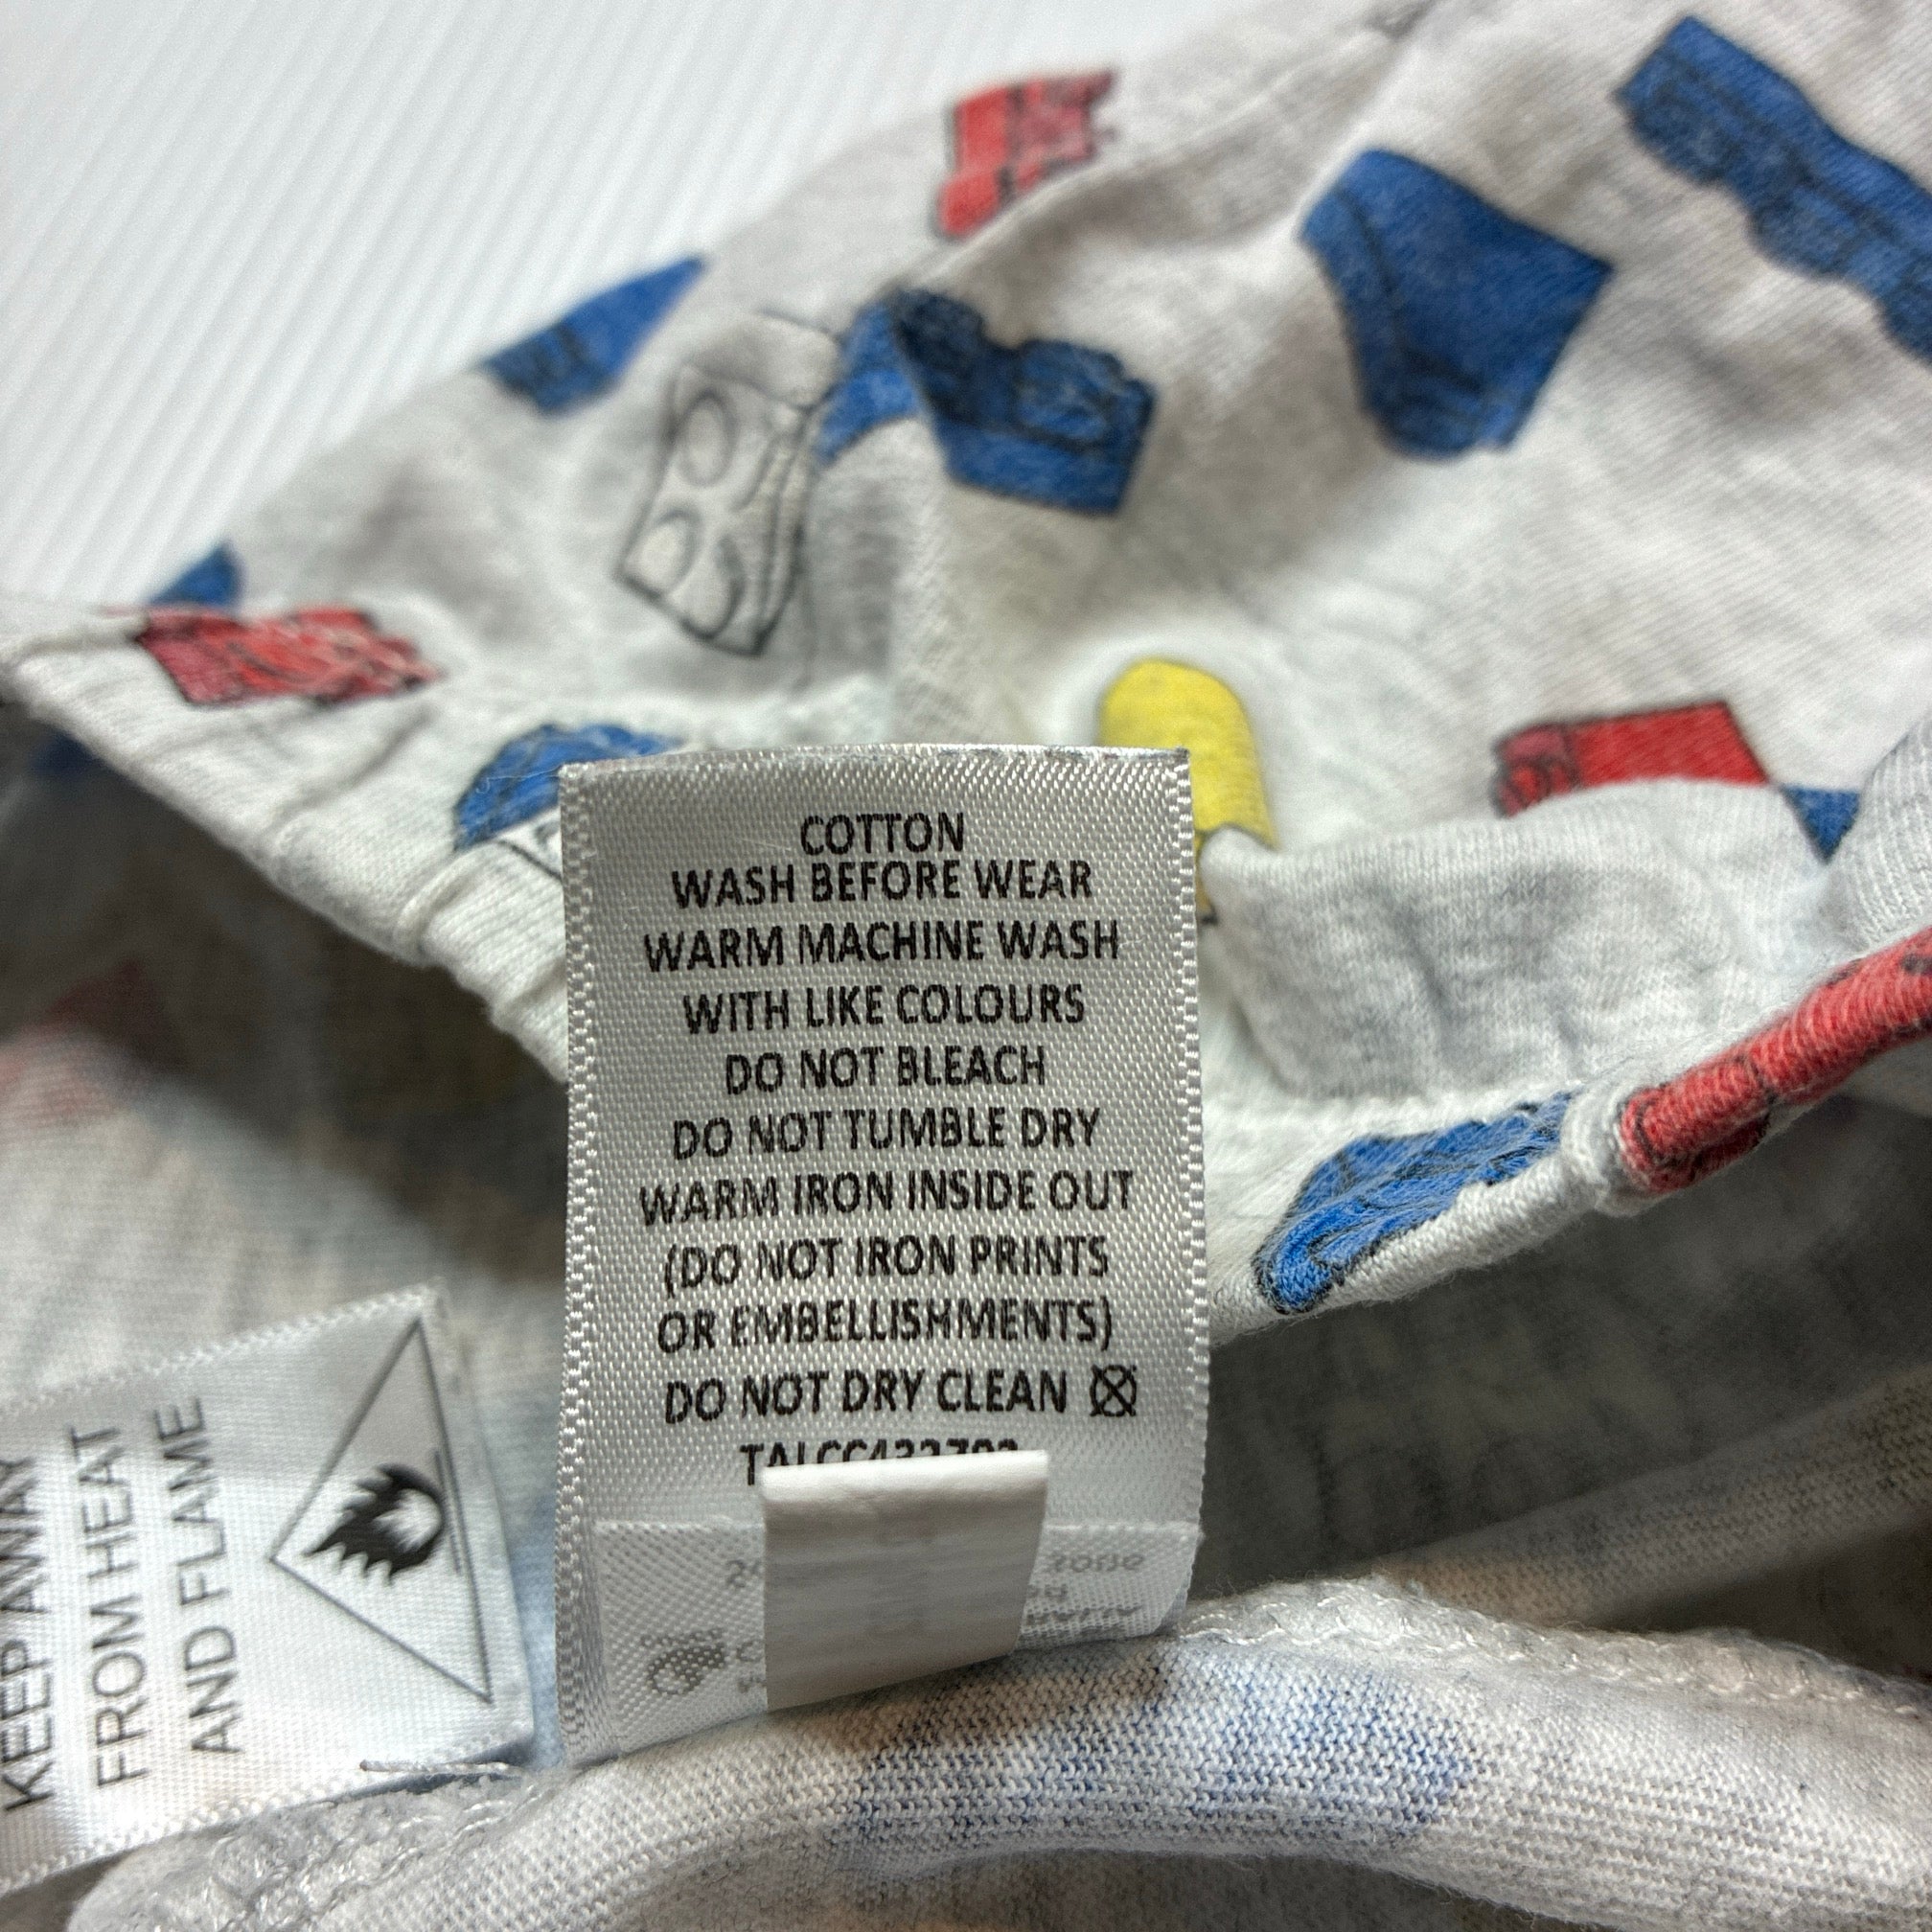 COTTON
WASH BEFORE WEAR
WARM MACHINE WASH
WITH LIKE COLOURS
DO NOT BLEACH
DO NOT TUMBLE DRY
WARM IRON INSIDE OUT
(DO NOT IRON PRINTS
OR EMBELLISHMENTS)
DO NOT DRY CLEAN
KEEP AWAY
FROM HEAT
AND FLAME